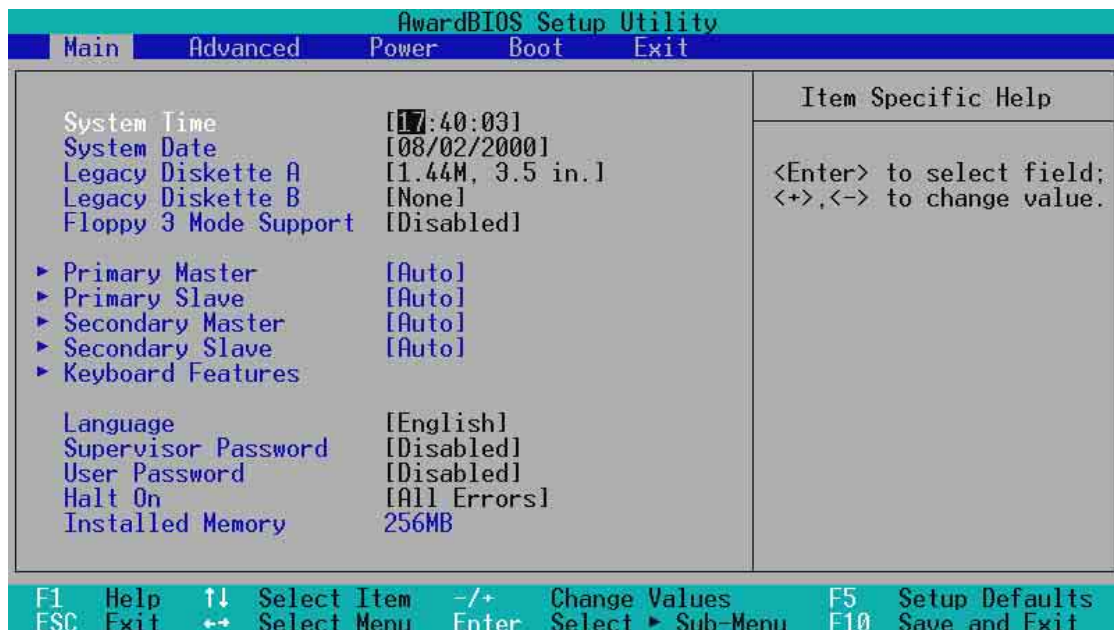 AwardBIOS Setup Utility
Main Advanced Power Boot Exit
Item Specific Help
System Time [17:40:03]
System Date [08/02/2000]
Legacy Diskette A [1.44M, 3.5 in.]
Legacy Diskette B [None]
Floppy 3 Mode Support [Disabled]
<Enter> to select field;
<+>,<-> to change value.
▸ Primary Master [Auto]
▸ Primary Slave [Auto]
▸ Secondary Master [Auto]
▸ Secondary Slave [Auto]
▸ Keyboard Features
Language [English]
Supervisor Password [Disabled]
User Password [Disabled]
Halt On [All Errors]
Installed Memory 256MB
F1 Help ↑↓ Select Item -/+ Change Values F5 Setup Defaults
ESC Exit ←→ Select Menu Enter Select ▸ Sub-Menu F10 Save and Exit